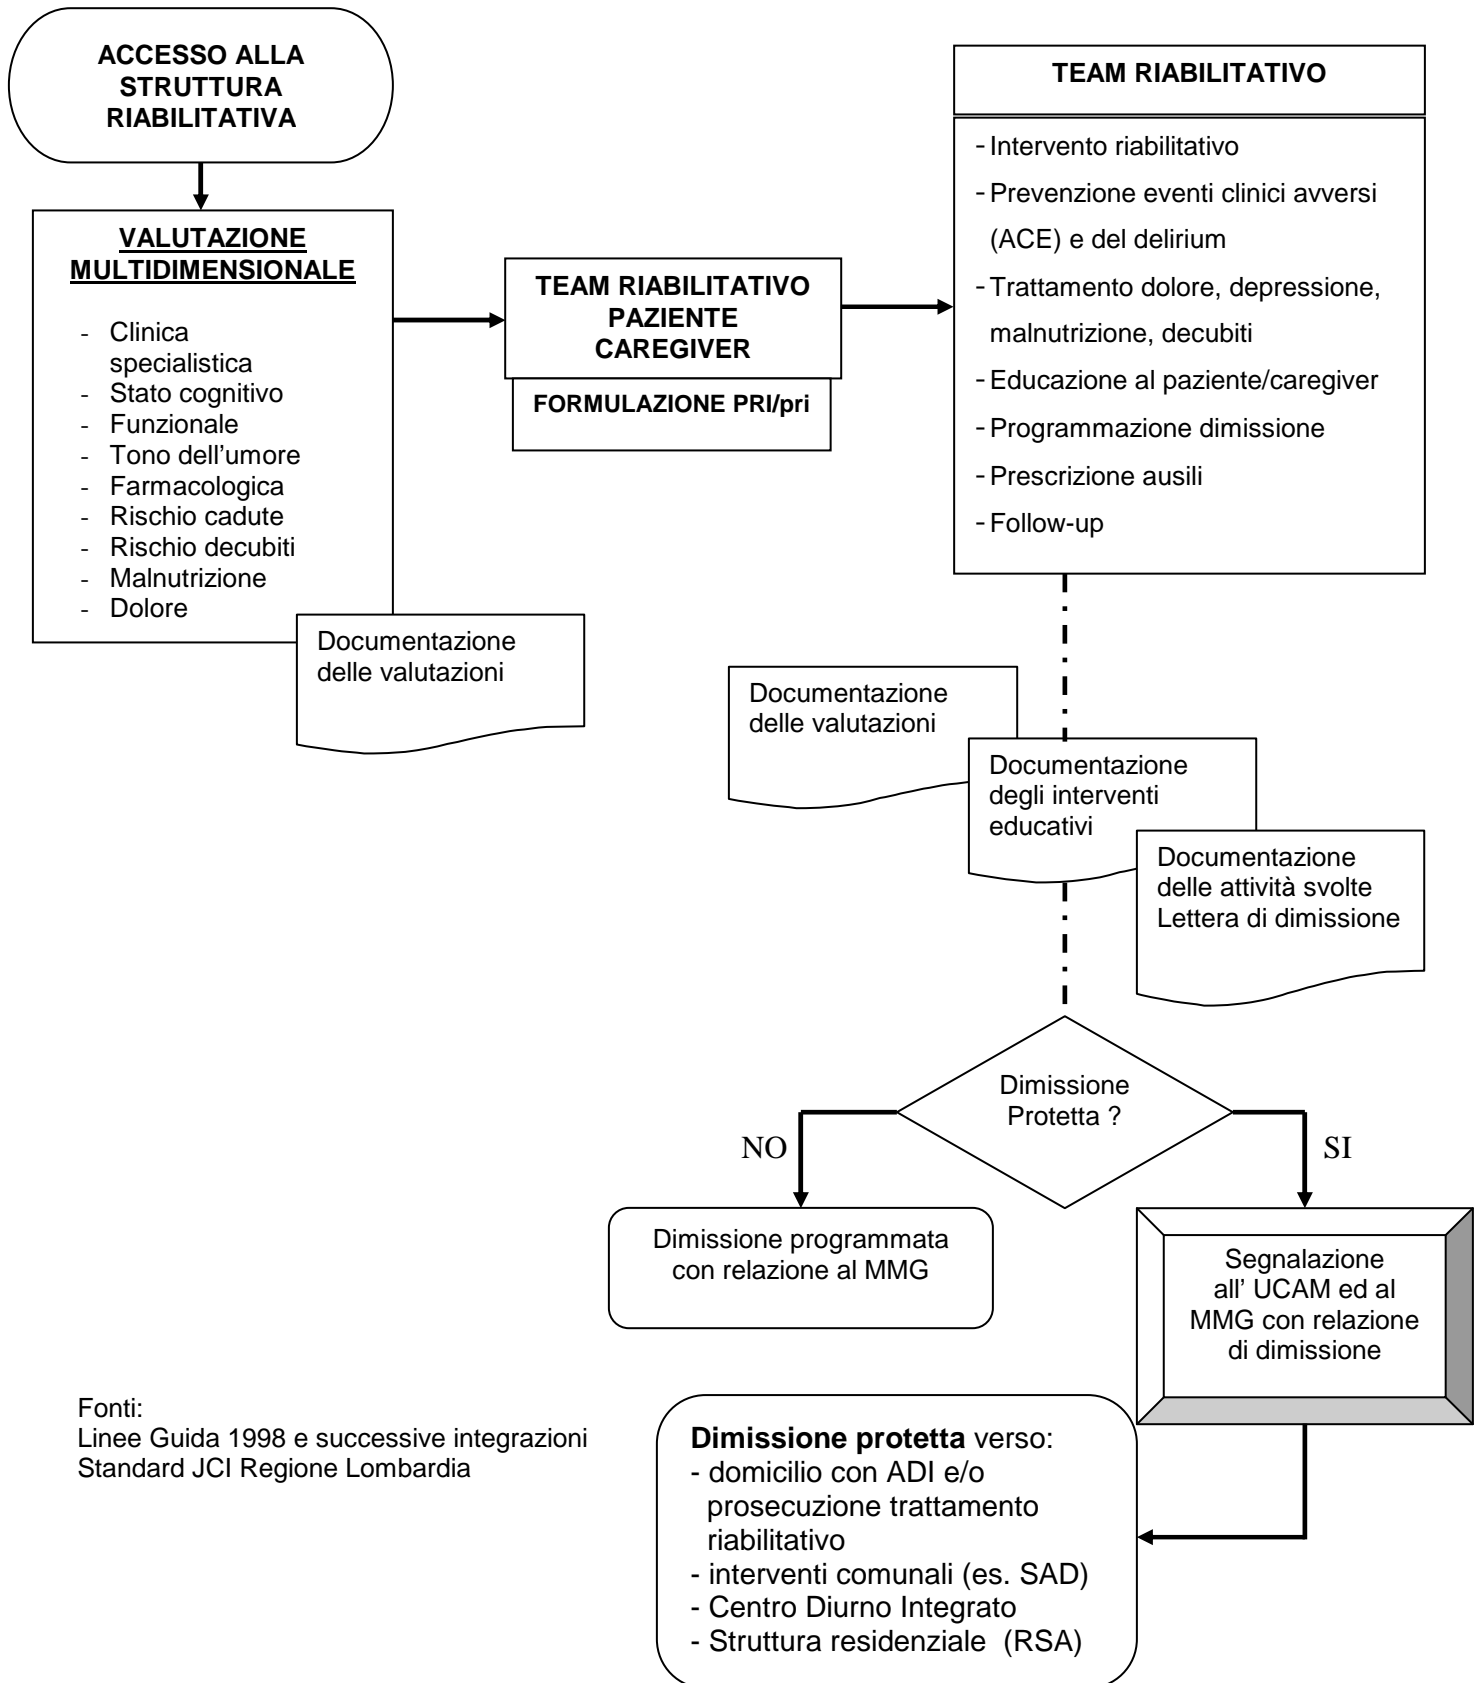 ACCESSO ALLA
STRUTTURA
RIABILITATIVA
VALUTAZIONE
MULTIDIMENSIONALE
- Clinica
specialistica
- Stato cognitivo
- Funzionale
- Tono dell'umore
- Farmacologica
- Rischio cadute
- Rischio decubiti
- Malnutrizione
- Dolore
Documentazione
delle valutazioni
TEAM RIABILITATIVO
PAZIENTE
CAREGIVER
FORMULAZIONE PRI/pri
TEAM RIABILITATIVO
- Intervento riabilitativo
- Prevenzione eventi clinici avversi
(ACE) e del delirium
- Trattamento dolore, depressione,
malnutrizione, decubiti
- Educazione al paziente/caregiver
- Programmazione dimissione
- Prescrizione ausili
- Follow-up
Documentazione
delle valutazioni
Documentazione
degli interventi
educativi
Documentazione
delle attività svolte
Lettera di dimissione
Dimissione
Protetta ?
NO
SI
Dimissione programmata
con relazione al MMG
Segnalazione
all' UCAM ed al
MMG con relazione
di dimissione
Dimissione protetta verso:
- domicilio con ADI e/o
prosecuzione trattamento
riabilitativo
- interventi comunali (es. SAD)
- Centro Diurno Integrato
- Struttura residenziale (RSA)
Fonti:
Linee Guida 1998 e successive integrazioni
Standard JCI Regione Lombardia